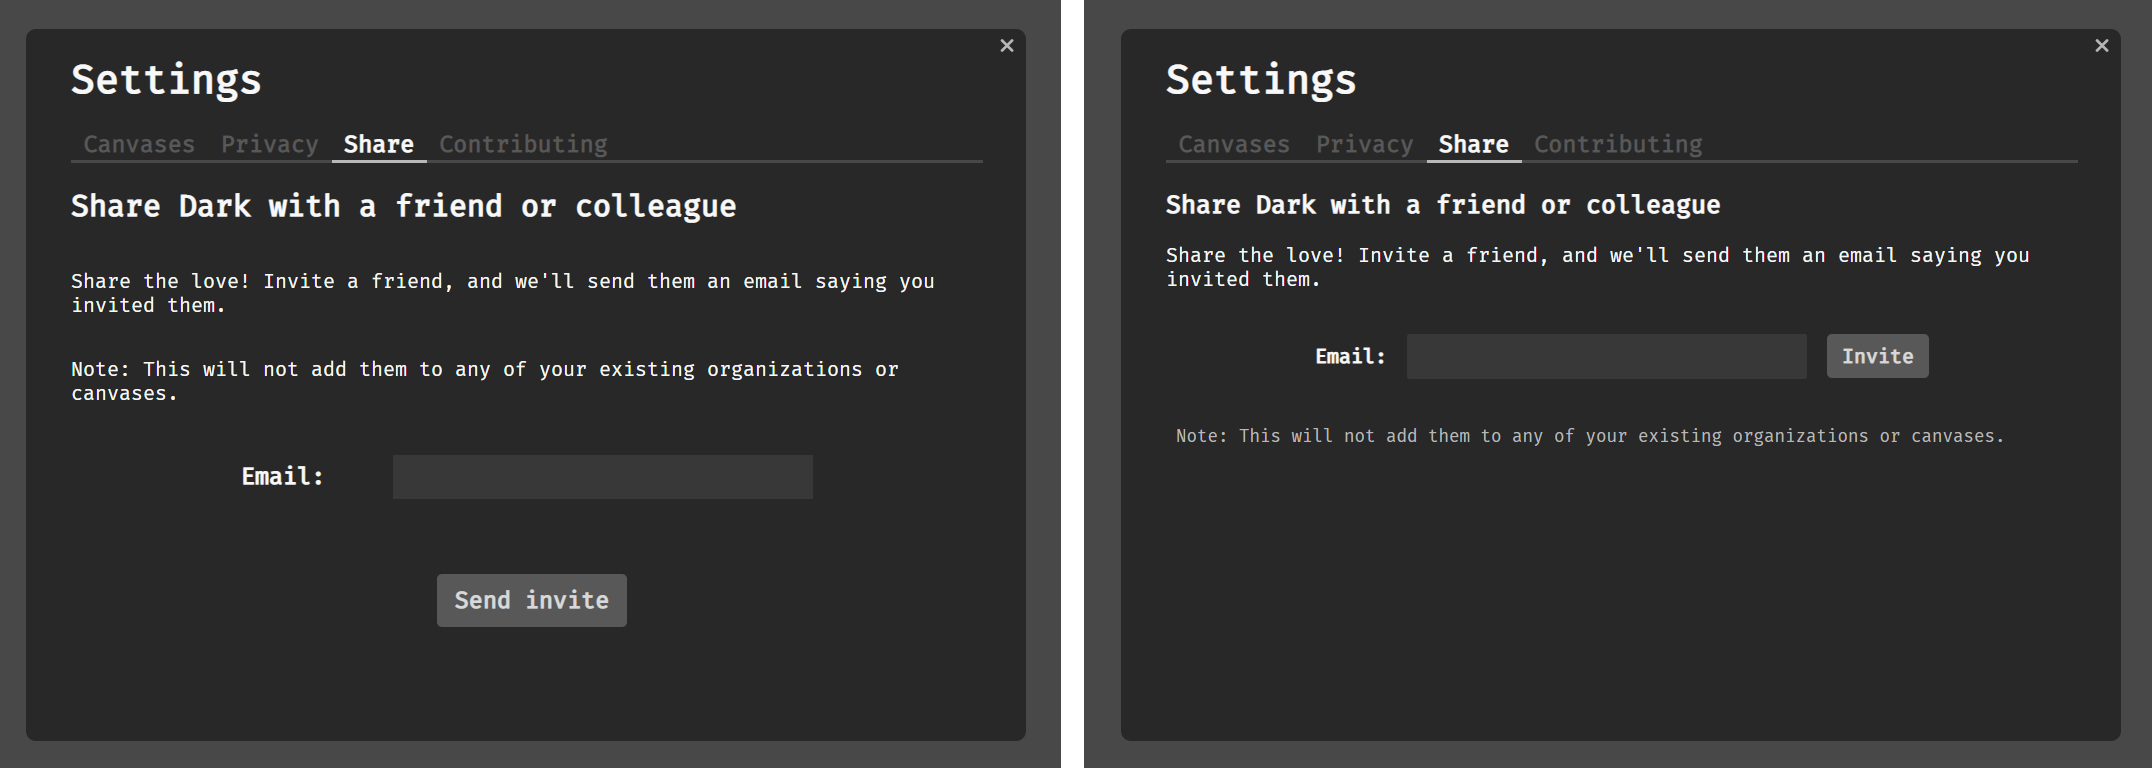 Settings
Canvases Privacy Share Contributing
Share Dark with a friend or colleague
Share the love! Invite a friend, and we'll send them an email saying you
invited them.
Note: This will not add them to any of your existing organizations or
canvases.
Email:
Send invite
Settings
Canvases Privacy Share Contributing
Share Dark with a friend or colleague
Share the love! Invite a friend, and we'll send them an email saying you
invited them.
Email: Invite
Note: This will not add them to any of your existing organizations or canvases.